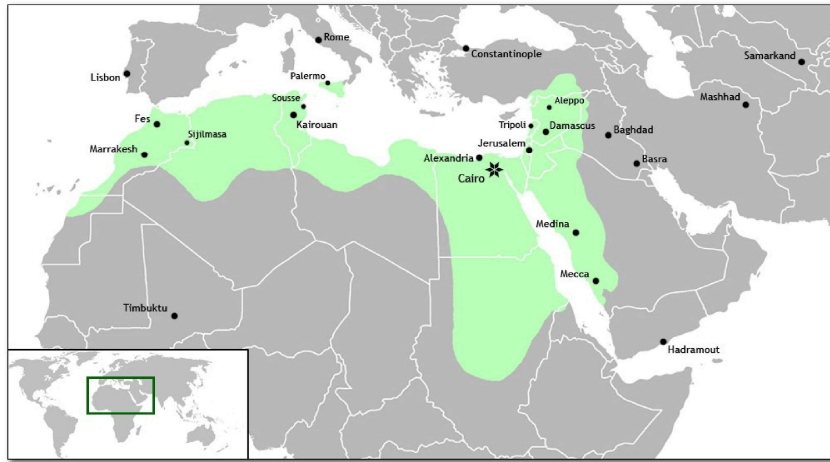 Rome
Constantinople
Samarkand
Lisbon
Palermo
Mashhad
Sousse
Aleppo
Fes
Kairouan
Tripoli
Damascus
Baghdad
Sijilmasa
Jerusalem
Marrakesh
Alexandria
Basra
Cairo
Medina
Mecca
Timbuktu
Hadramout